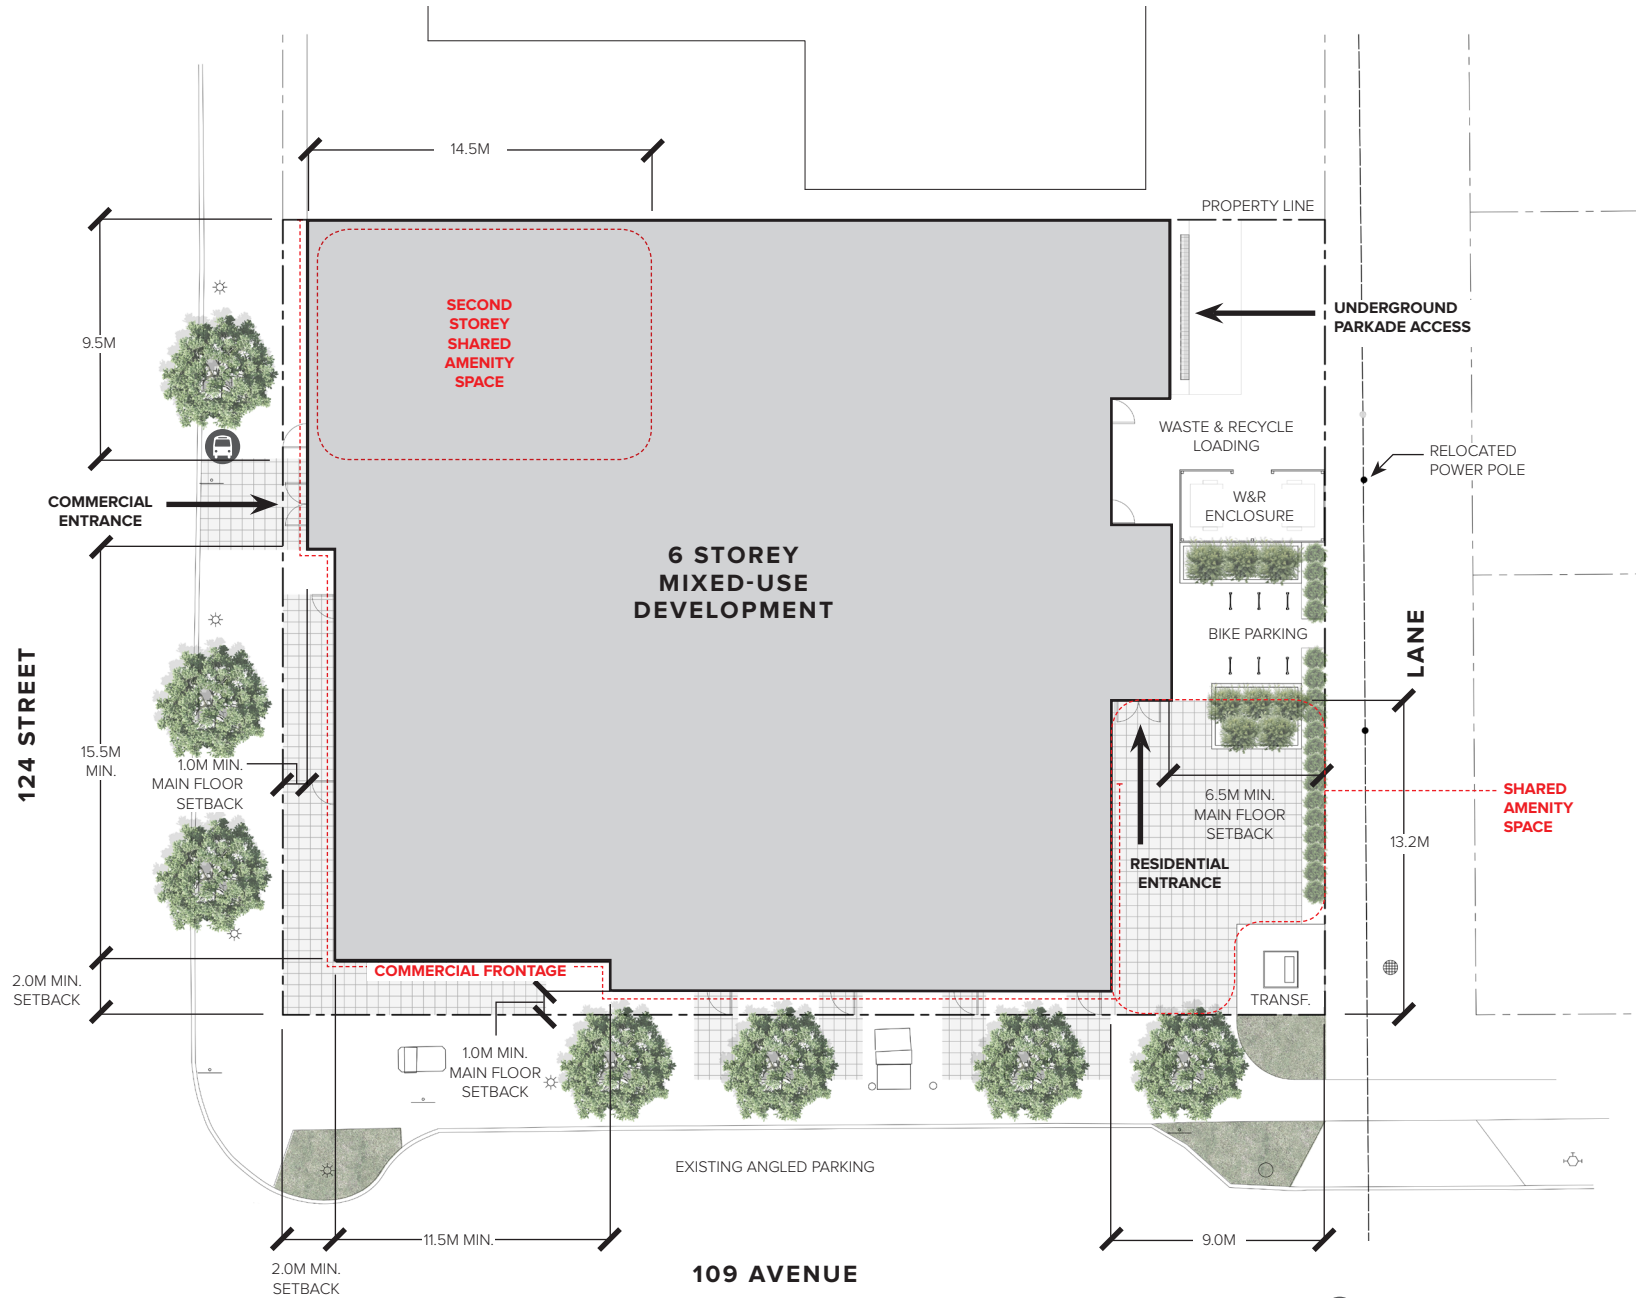 14.5M
PROPERTY LINE
9.5M
SECOND
STOREY
SHARED
AMENITY
SPACE
UNDERGROUND
PARKADE ACCESS
WASTE & RECYCLE
LOADING
RELOCATED
POWER POLE
COMMERCIAL
ENTRANCE
W&R
ENCLOSURE
6 STOREY
MIXED-USE
DEVELOPMENT
BIKE PARKING
LANE
124 STREET
15.5M
MIN.
1.0M MIN.
MAIN FLOOR
SETBACK
6.5M MIN.
MAIN FLOOR
SETBACK
SHARED
AMENITY
SPACE
13.2M
RESIDENTIAL
ENTRANCE
2.0M MIN.
SETBACK
COMMERCIAL FRONTAGE
TRANSF.
1.0M MIN.
MAIN FLOOR
SETBACK
EXISTING ANGLED PARKING
11.5M MIN.
9.0M
2.0M MIN.
SETBACK
109 AVENUE